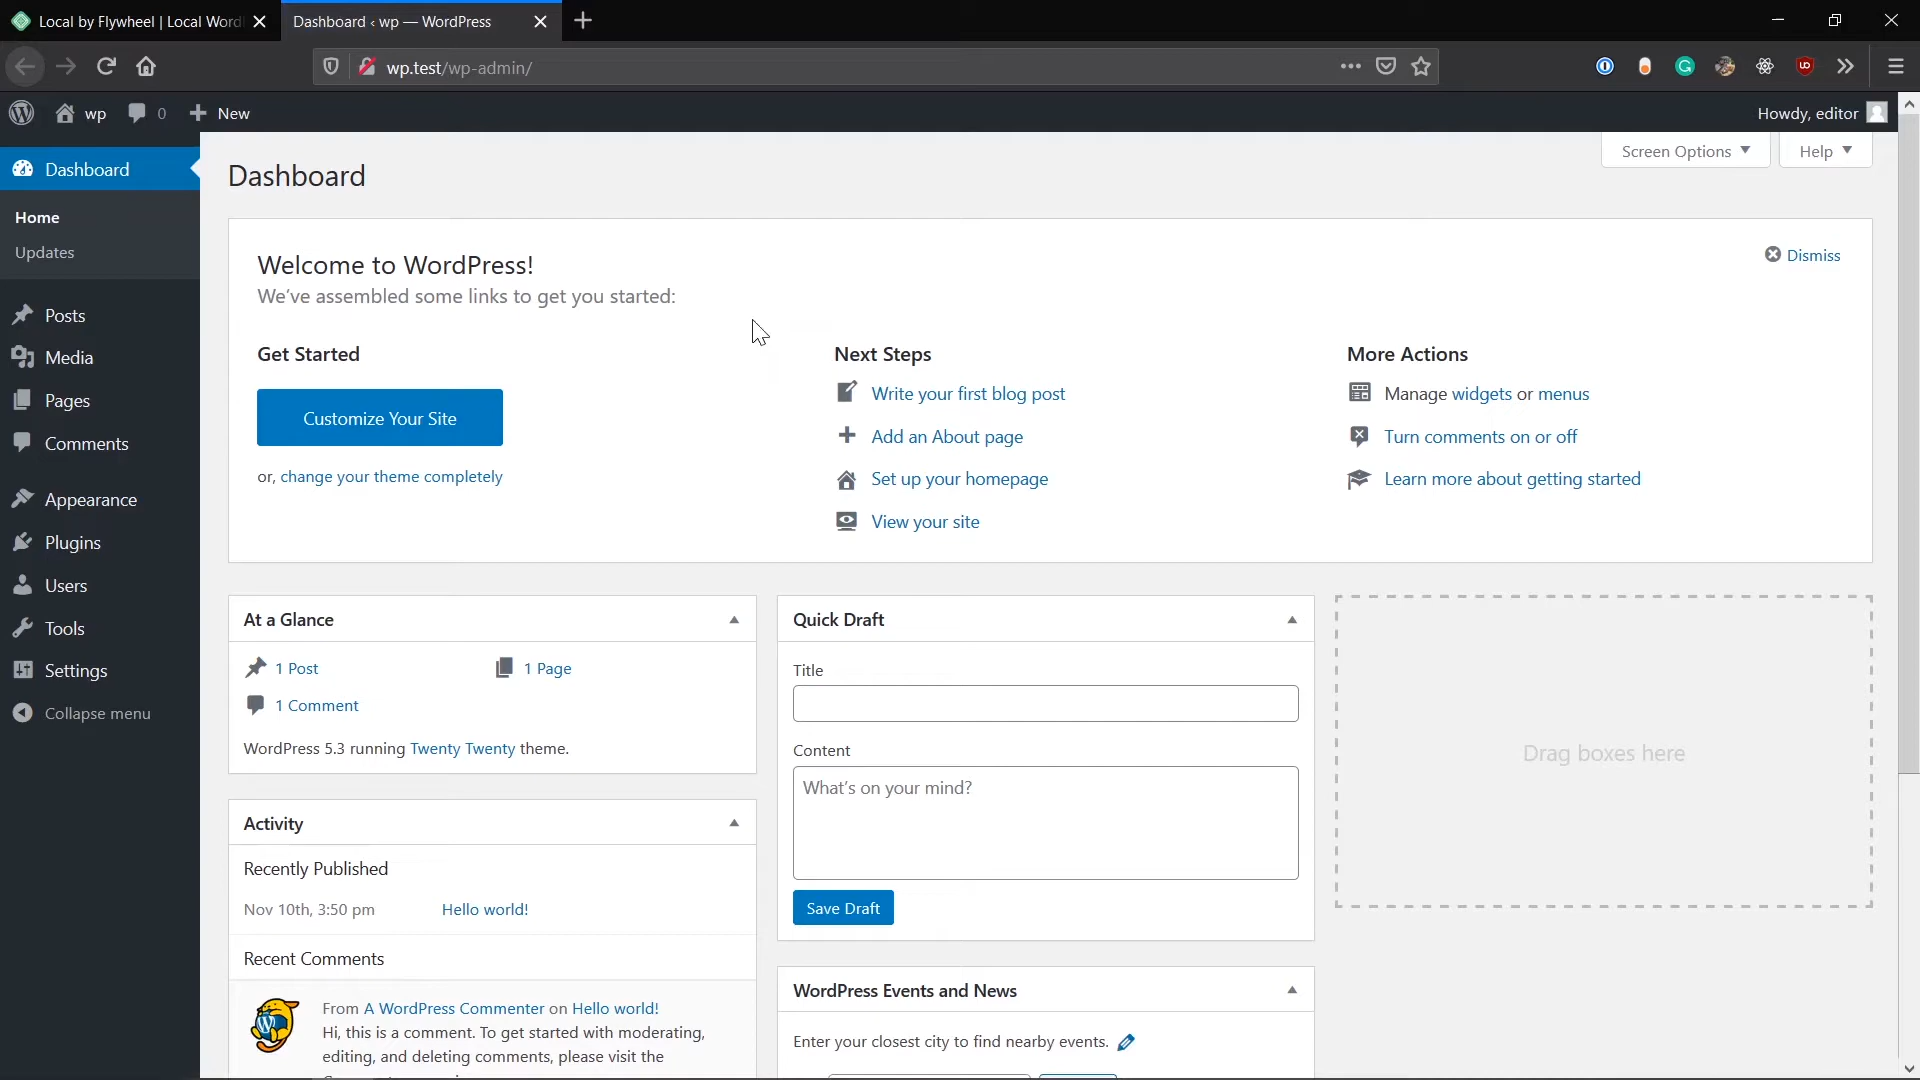 Local by Flywheel | Local Word
Dashboard ‹ wp — WordPress
wp.test/wp-admin/
wp
0
New
Howdy, editor
Dashboard
Home
Updates
Posts
Media
Pages
Comments
Appearance
Plugins
Users
Tools
Settings
Collapse menu
Dashboard
Screen Options
Help
Welcome to WordPress!
We've assembled some links to get you started:
Dismiss
Get Started
Customize Your Site
or, change your theme completely
Next Steps
Write your first blog post
Add an About page
Set up your homepage
View your site
More Actions
Manage widgets or menus
Turn comments on or off
Learn more about getting started
At a Glance
1 Post
1 Page
1 Comment
WordPress 5.3 running Twenty Twenty theme.
Activity
Recently Published
Nov 10th, 3:50 pm
Hello world!
Recent Comments
From A WordPress Commenter on Hello world!
Hi, this is a comment. To get started with moderating,
editing, and deleting comments, please visit the
Quick Draft
Title
Content
What's on your mind?
Save Draft
WordPress Events and News
Enter your closest city to find nearby events.
Drag boxes here